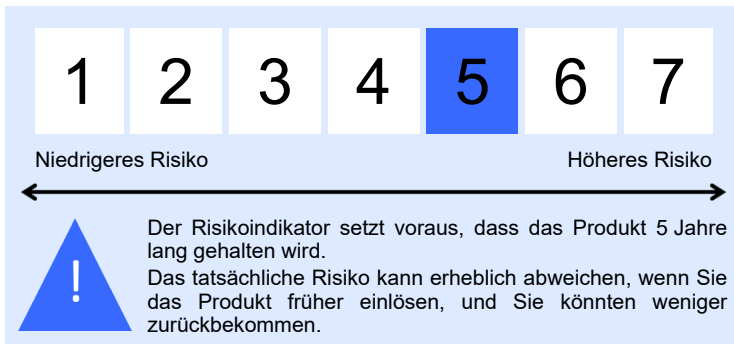 1 2 3 4 5 6 7
Niedrigeres Risiko Höheres Risiko
Der Risikoindikator setzt voraus, dass das Produkt 5 Jahre
lang gehalten wird.
!
Das tatsächliche Risiko kann erheblich abweichen, wenn Sie
das Produkt früher einlösen, und Sie könnten weniger
zurückbekommen.